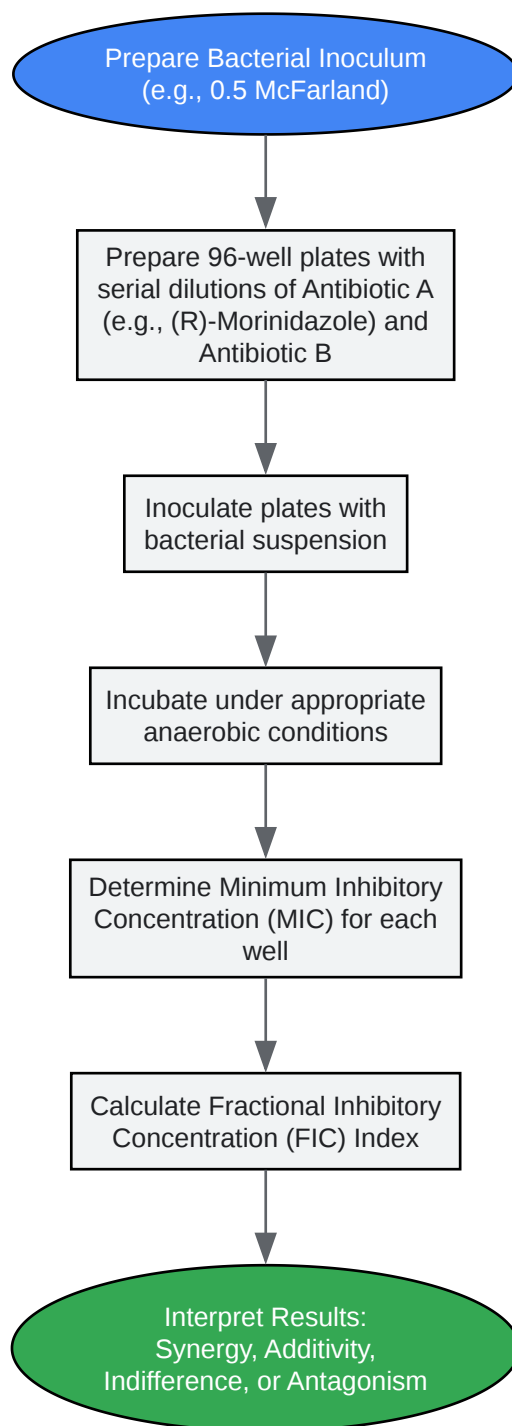 Prepare Bacterial Inoculum
(e.g., 0.5 McFarland)
Prepare 96-well plates with
serial dilutions of Antibiotic A
(e.g., (R)-Morinidazole) and
Antibiotic B
Inoculate plates with
bacterial suspension
Incubate under appropriate
anaerobic conditions
Determine Minimum Inhibitory
Concentration (MIC) for each
well
Calculate Fractional Inhibitory
Concentration (FIC) Index
Interpret Results:
Synergy, Additivity,
Indifference, or Antagonism